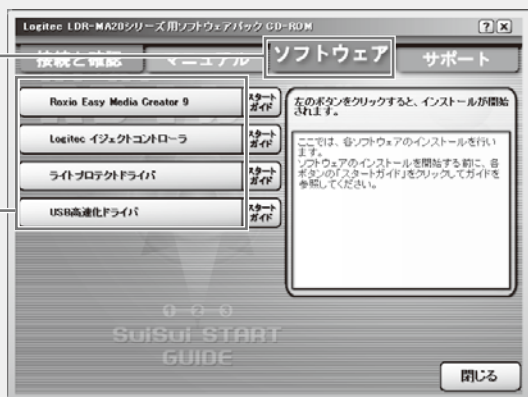 Logitec LDR-MA20シリーズ用ソフトウェアパック CD-ROM
接続と確認
マニュアル
ソフトウェア
サポート
Roxio Easy Media Creator 9
スタート
ガイド
Logitec イジェクトコントローラ
スタート
ガイド
ライトプロテクトドライバ
スタート
ガイド
USB高速化ドライバ
スタート
ガイド
左のボタンをクリックすると、インストールが開始
されます。
ここでは、各ソフトウェアのインストールを行い
ます。
ソフトウェアのインストールを開始する前に、各
ボタンの「スタートガイド」をクリックしてガイドを
参照してください。
1 2 3
SuiSui START
GUIDE
閉じる